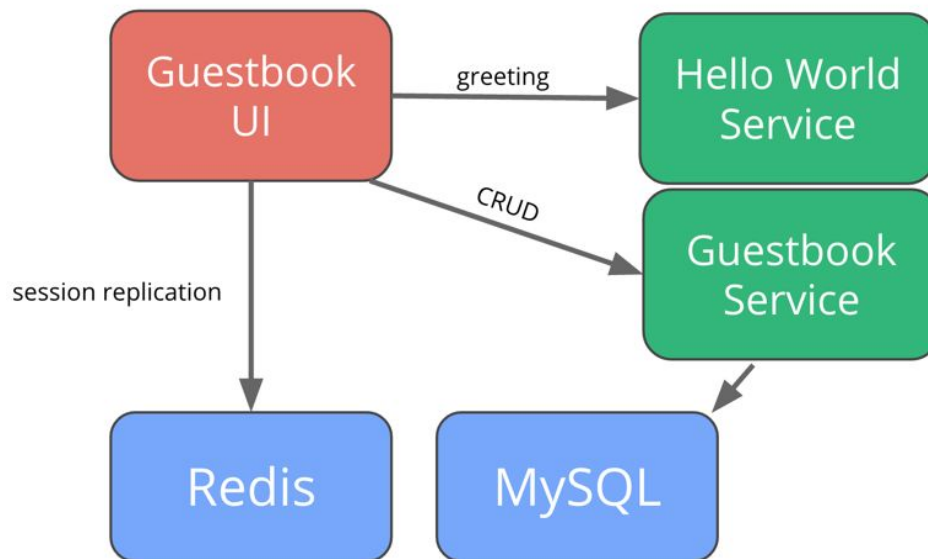 Guestbook
UI
greeting
Hello World
Service
CRUD
Guestbook
Service
session replication
Redis
MySQL